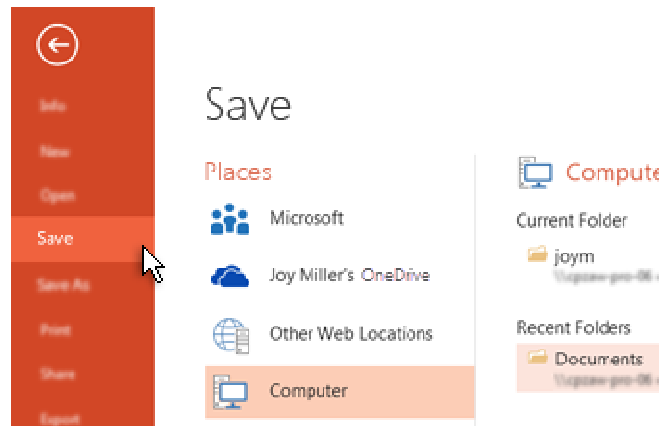 Info
New
Open
Save
Save As
Print
Share
Export
Save
Places
Microsoft
Joy Miller's OneDrive
Other Web Locations
Computer
Compute
Current Folder
joym
Recent Folders
Documents